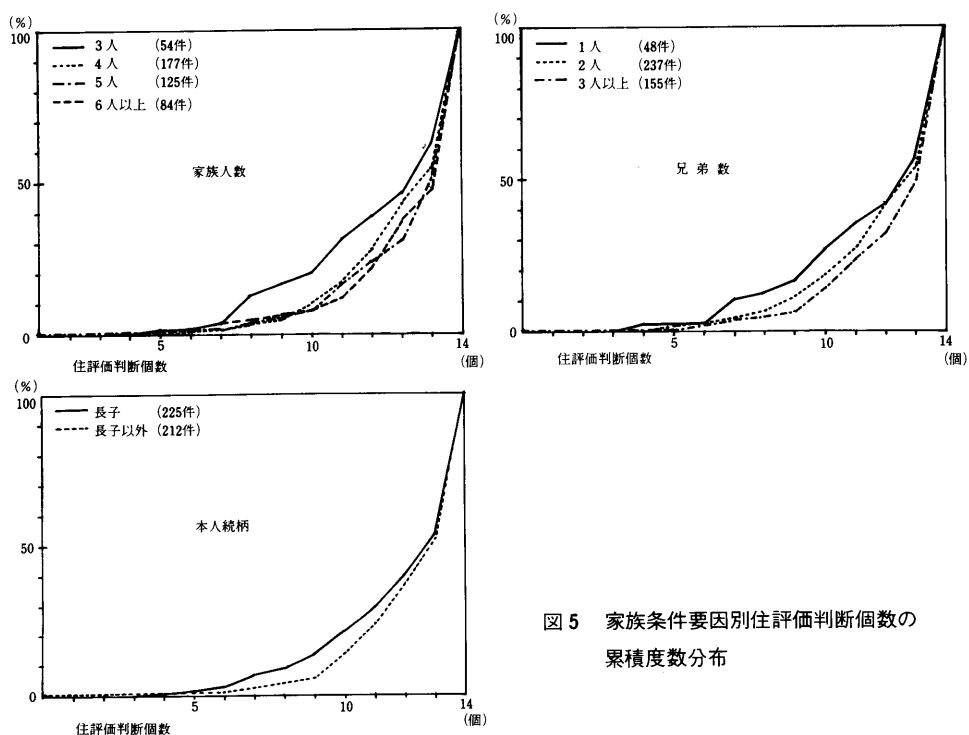 (%)
100
3人 (54件)
4人 (177件)
5人 (125件)
6人以上 (84件)
家族人数
50
0
5
10
14
(個)
住評価判断個数
(%)
100
1人 (48件)
2人 (237件)
3人以上 (155件)
兄弟数
50
0
5
10
14
(個)
住評価判断個数
(%)
100
長子 (225件)
長子以外 (212件)
本人続柄
50
0
5
10
14
(個)
住評価判断個数
図5 家族条件要因別住評価判断個数の
累積度数分布